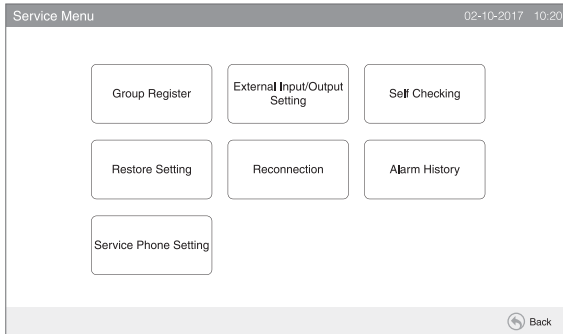 Service Menu 02-10-2017 10:20
Group Register
External Input/Output
Setting
Self Checking
Restore Setting
Reconnection
Alarm History
Service Phone Setting
Back